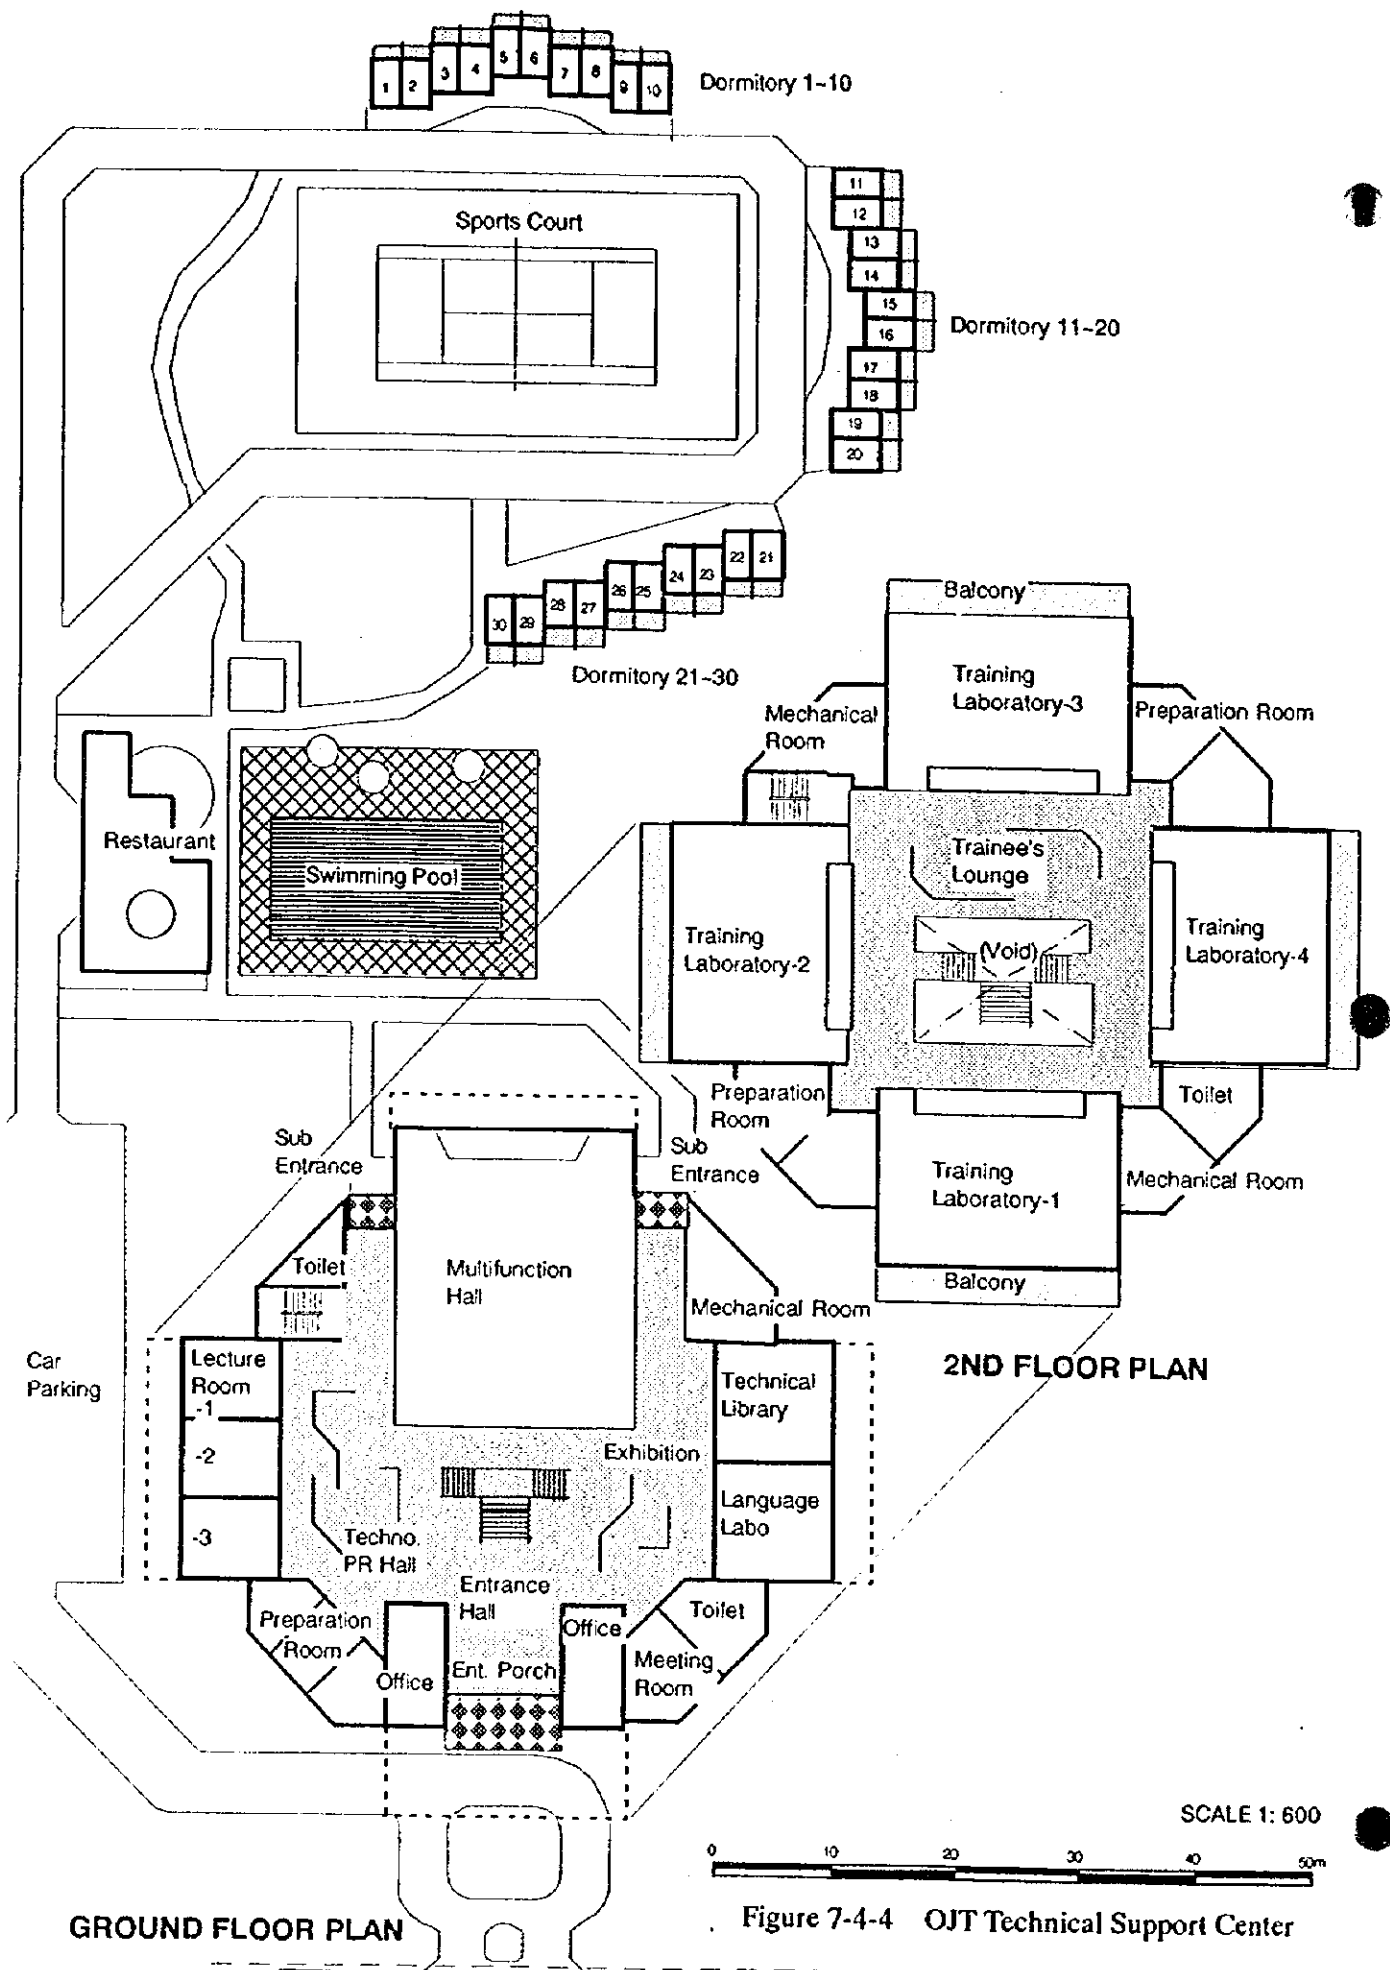 1
2
3
4
5
6
7
8
9
10
Dormitory 1~10
Sports Court
11
12
13
14
15
16
17
18
19
20
Dormitory 11~20
30
29
28
27
26
25
24
23
22
21
Dormitory 21~30
Restaurant
Swimming Pool
Balcony
Training
Laboratory-3
Mechanical
Room
Preparation Room
Trainee's
Lounge
Training
Laboratory-2
(Void)
Training
Laboratory-4
Preparation
Room
Toilet
Training
Laboratory-1
Mechanical Room
Balcony
2ND FLOOR PLAN
Sub
Entrance
Sub
Entrance
Toilet
Multifunction
Hall
Mechanical Room
Car
Parking
Lecture
Room
-1
-2
-3
Technical
Library
Exhibition
Language
Labo
Techno.
PR Hall
Entrance
Hall
Preparation
Room
Office
Ent. Porch
Office
Toilet
Meeting
Room
SCALE 1: 600
0
10
20
30
40
50m
GROUND FLOOR PLAN
Figure 7-4-4 OJT Technical Support Center